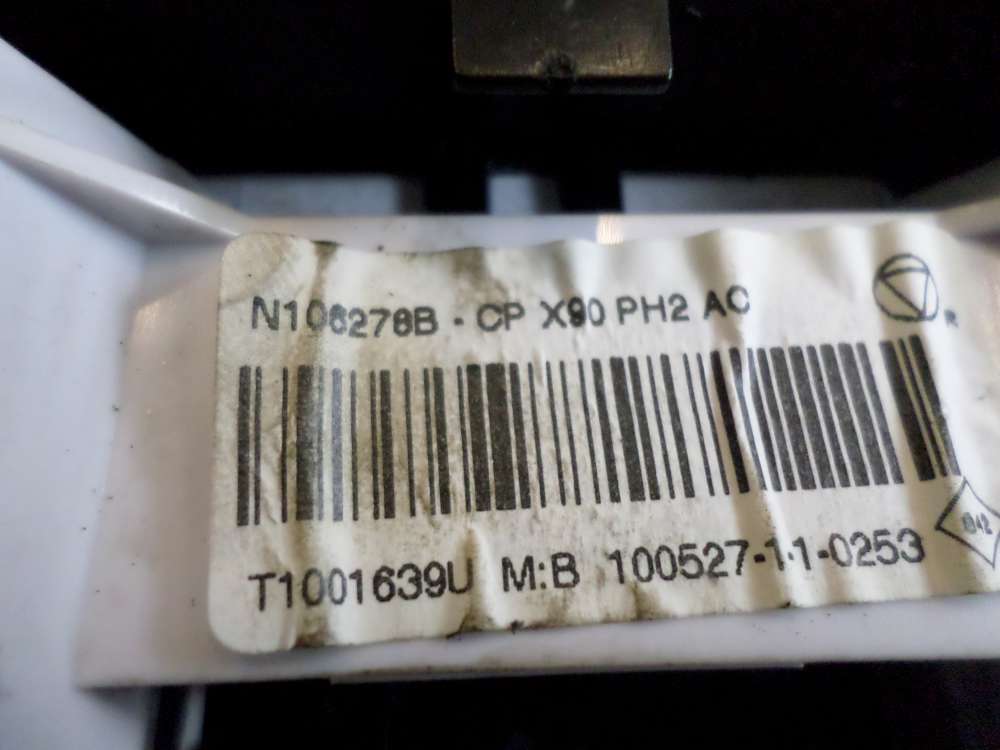 N106278B - CP X90 PH2 AC
R
T1001639U M:B 100527-1-1-0253